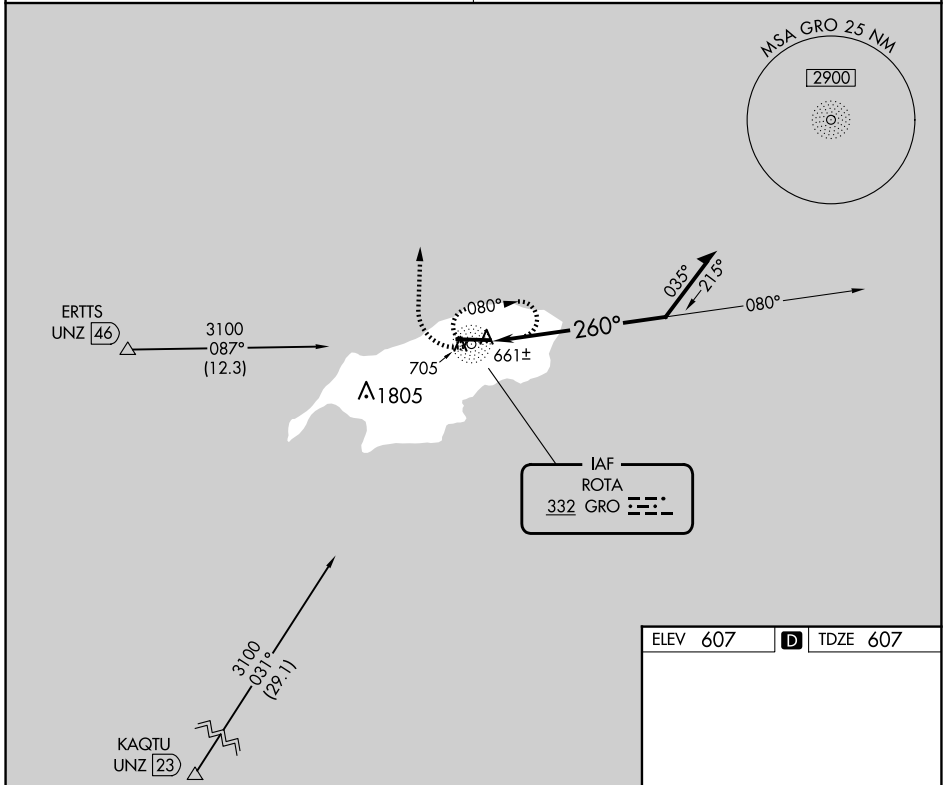 MSA GRO 25 NM
2900
ERTTS
UNZ 46
3100
087°
(12.3)
080°
035°
215°
080°
260°
705
661±
1805
IAF
ROTA
332 GRO
3100
031°
(29.1)
KAQTU
UNZ 23
ELEV 607 D TDZE 607